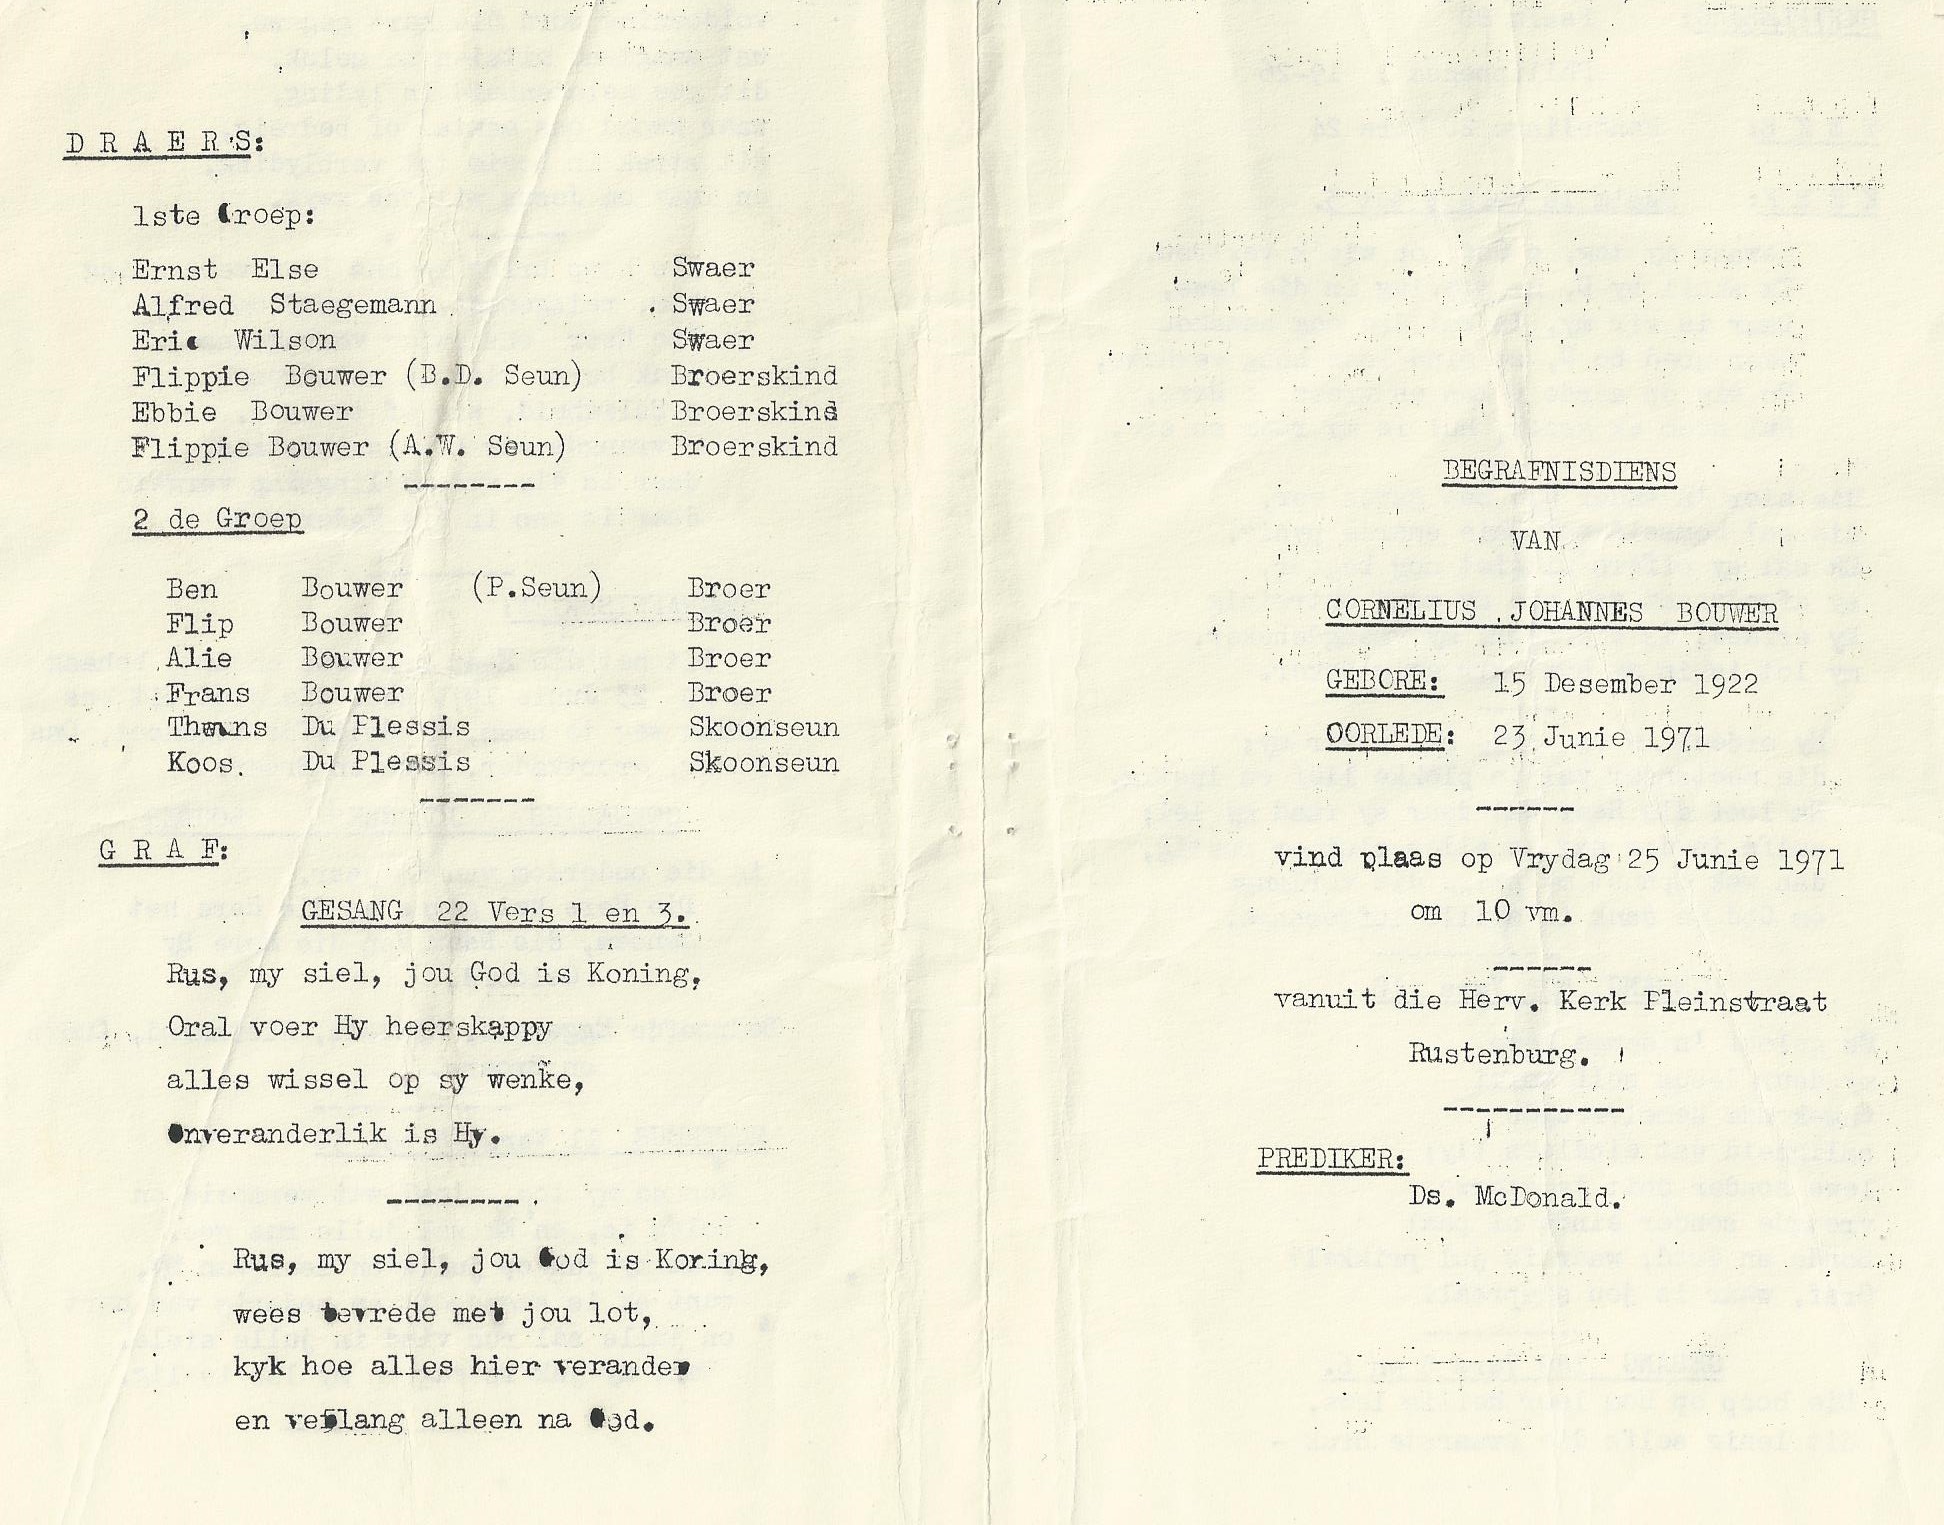 D R A E R S:
1ste Groep:
Ernst Else Swaer
Alfred Staegemann Swaer
Eric Wilson Swaer
Flippie Bouwer (B.D. Seun) Broerskind
Ebbie Bouwer Broerskind
Flippie Bouwer (A.W. Seun) Broerskind
--------
2 de Groep
Ben Bouwer (P.Seun) Broer
Flip Bouwer Broer
Alie Bouwer Broer
Frans Bouwer Broer
Theuns Du Plessis Skoonseun
Koos. Du Plessis Skoonseun
-------
G R A F:
GESANG 22 Vers 1 en 3.
Rus, my siel, jou God is Koning,
Oral voer Hy heerskappy
alles wissel op sy wenke,
Onveranderlik is Hy.
--------
Rus, my siel, jou God is Koning,
wees tevrede met jou lot,
kyk hoe alles hier verander
en verlang alleen na God.
BEGRAFNISDIENS
VAN
CORNELIUS JOHANNES BOUWER
GEBORE: 15 Desember 1922
OORLEDE: 23 Junie 1971
------
vind plaas op Vrydag 25 Junie 1971
om 10 vm.
------
vanuit die Herv. Kerk Pleinstraat
Rustenburg.
-----------
PREDIKER:
Ds. McDonald.